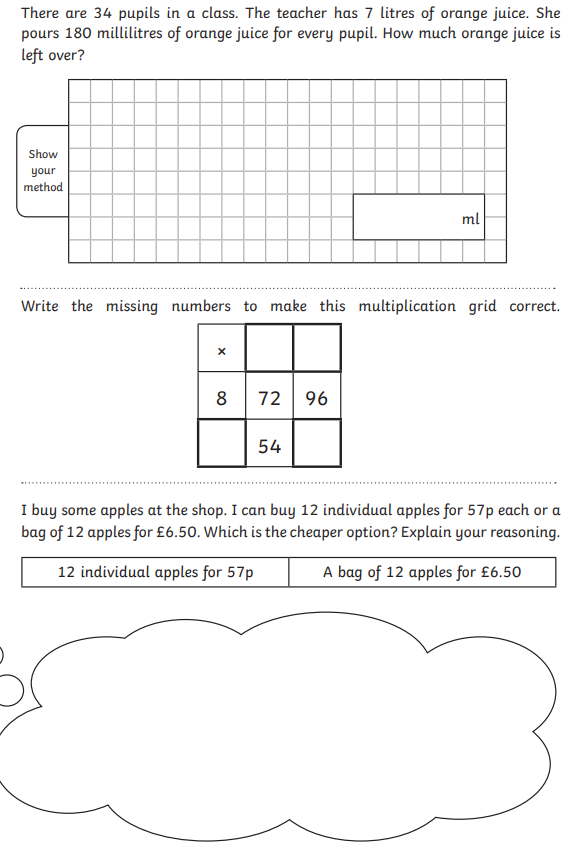 There are 34 pupils in a class. The teacher has 7 litres of orange juice. She
pours 180 millilitres of orange juice for every pupil. How much orange juice is
left over?
Show
your
method
ml
Write the missing numbers to make this multiplication grid correct.
×
8 72 96
54
I buy some apples at the shop. I can buy 12 individual apples for 57p each or a
bag of 12 apples for £6.50. Which is the cheaper option? Explain your reasoning.
12 individual apples for 57p A bag of 12 apples for £6.50